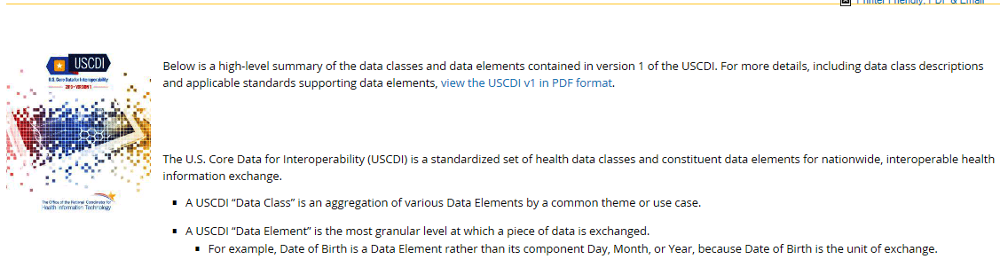 Printer Friendly, PDF & Email
USCDI
U.S. Core Data for Interoperability
2019 • VERSION 1
Below is a high-level summary of the data classes and data elements contained in version 1 of the USCDI. For more details, including data class descriptions
and applicable standards supporting data elements, view the USCDI v1 in PDF format.
The U.S. Core Data for Interoperability (USCDI) is a standardized set of health data classes and constituent data elements for nationwide, interoperable health
information exchange.
The Office of the National Coordinator for
Health Information Technology
▪ A USCDI “Data Class” is an aggregation of various Data Elements by a common theme or use case.
▪ A USCDI “Data Element” is the most granular level at which a piece of data is exchanged.
▪ For example, Date of Birth is a Data Element rather than its component Day, Month, or Year, because Date of Birth is the unit of exchange.